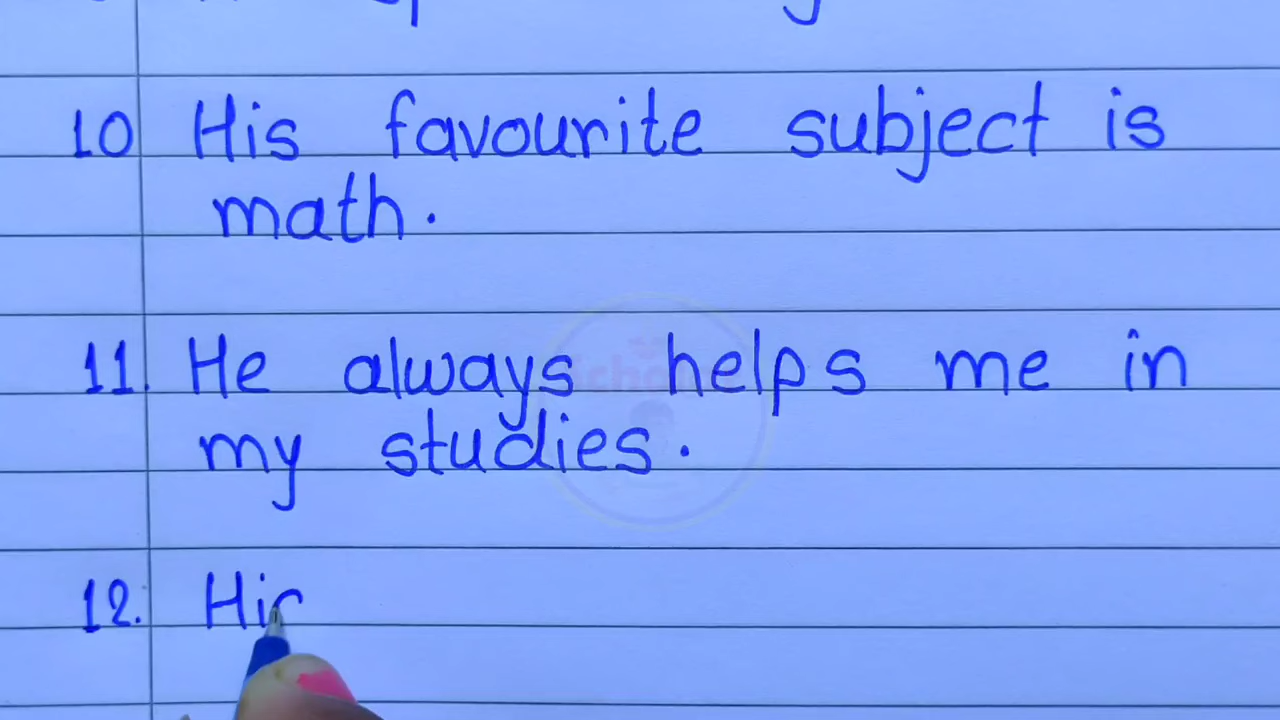 10 His favourite subject is
math.
11. He always helps me in
my studies.
12. Hi